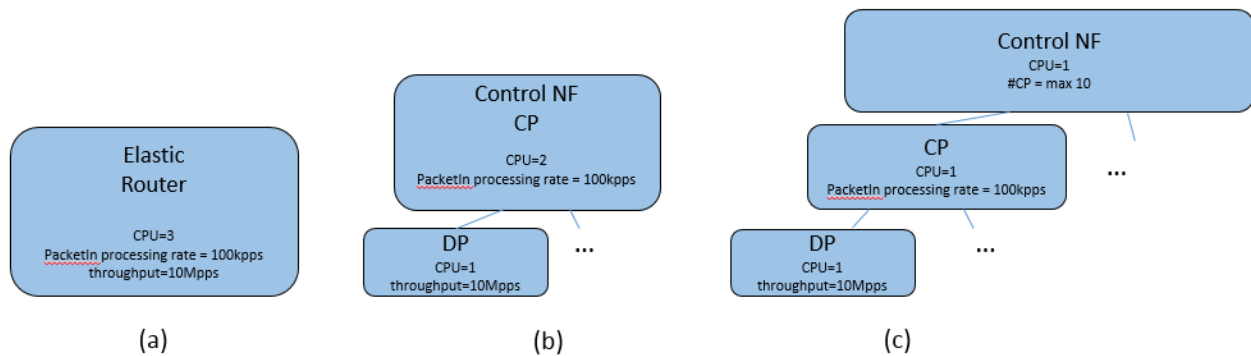 Elastic
Router
CPU=3
PacketIn processing rate = 100kpps
throughput=10Mpps
(a)
Control NF
CP
CPU=2
PacketIn processing rate = 100kpps
DP
CPU=1
throughput=10Mpps
...
(b)
Control NF
CPU=1
#CP = max 10
CP
CPU=1
PacketIn processing rate = 100kpps
...
DP
CPU=1
throughput=10Mpps
...
(c)